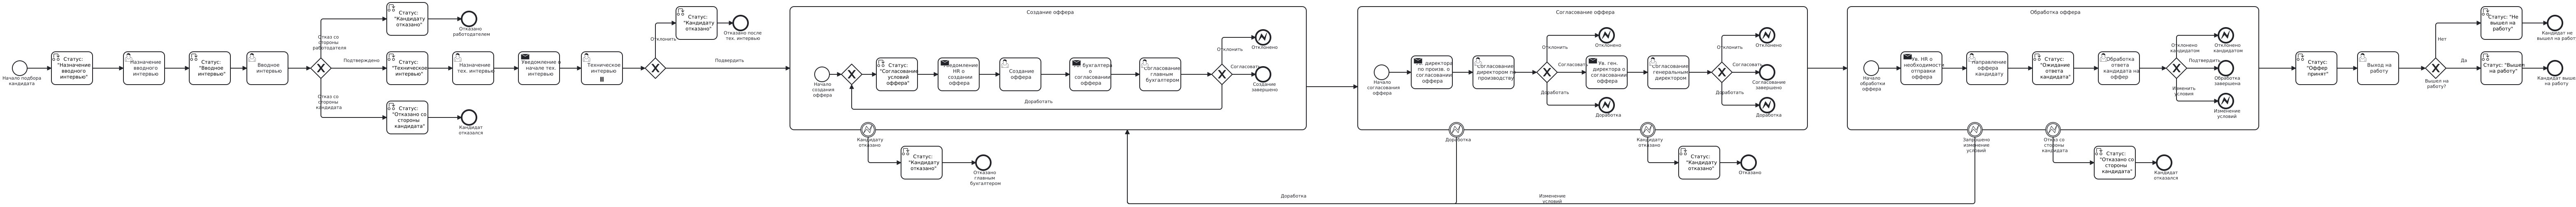 Начало подбора
кандидата
Статус:
"Назначение
вводного
интервью"
Назначение
вводного
интервью
Статус:
"Вводное
интервью"
Вводное
интервью
Отказ со
стороны
работодателя
Подтверждено
Отказ со
стороны
кандидата
Статус:
"Кандидату
отказано"
Отказано
работодателем
Статус:
"Техническое
интервью"
Статус:
"Отказано со
стороны
кандидата"
Кандидат
отказался
Назначение
тех. интервью
Уведомление о
начале тех.
интервью
Техническое
интервью
Отклонить
Статус:
"Кандидату
отказано"
Отказано после
тех. интервью
Подтвердить
Создание оффера
Начало
создания
оффера
Статус:
"Согласование
условий
оффера"
Уведомление
HR о
создании
оффера
Создание
оффера
бухгалтера
о
согласовании
оффера
Согласование
главным
бухгалтером
Отклонить
Отклонено
Согласовать
Создание
завершено
Доработать
Кандидату
отказано
Статус:
"Кандидату
отказано"
Отказано
главным
бухгалтером
Согласование оффера
Начало
согласования
оффера
директора
по произв. о
согласовании
оффера
Согласование
директором по
производству
Отклонить
Отклонено
Согласовать
Доработать
Доработка
Ув. ген.
директора о
согласовании
оффера
Согласование
генеральным
директором
Отклонить
Отклонено
Согласовать
Согласование
завершено
Доработать
Доработка
Доработка
Кандидату
отказано
Статус:
"Кандидату
отказано"
Отказано
Доработка
Изменение
условий
Обработка оффера
Начало
обработки
оффера
Ув. HR о
необходимости
отправки
оффера
Направление
оффера
кандидату
Статус:
"Ожидание
ответа
кандидата"
Обработка
ответа
кандидата на
оффер
Отклонено
кандидатом
Отклонено
кандидатом
Подтвердить
Обработка
завершена
Изменить
условия
Изменение
условий
Запрошено
изменение
условий
Отказ со
стороны
кандидата
Статус:
"Отказано со
стороны
кандидата"
Кандидат
отказался
Статус:
"Оффер
принят"
Выход на
работу
Вышел на
работу?
Нет
Статус: "Не
вышел на
работу"
Кандидат не
вышел на работу
Да
Статус: "Вышел
на работу"
Кандидат вышел
на работу